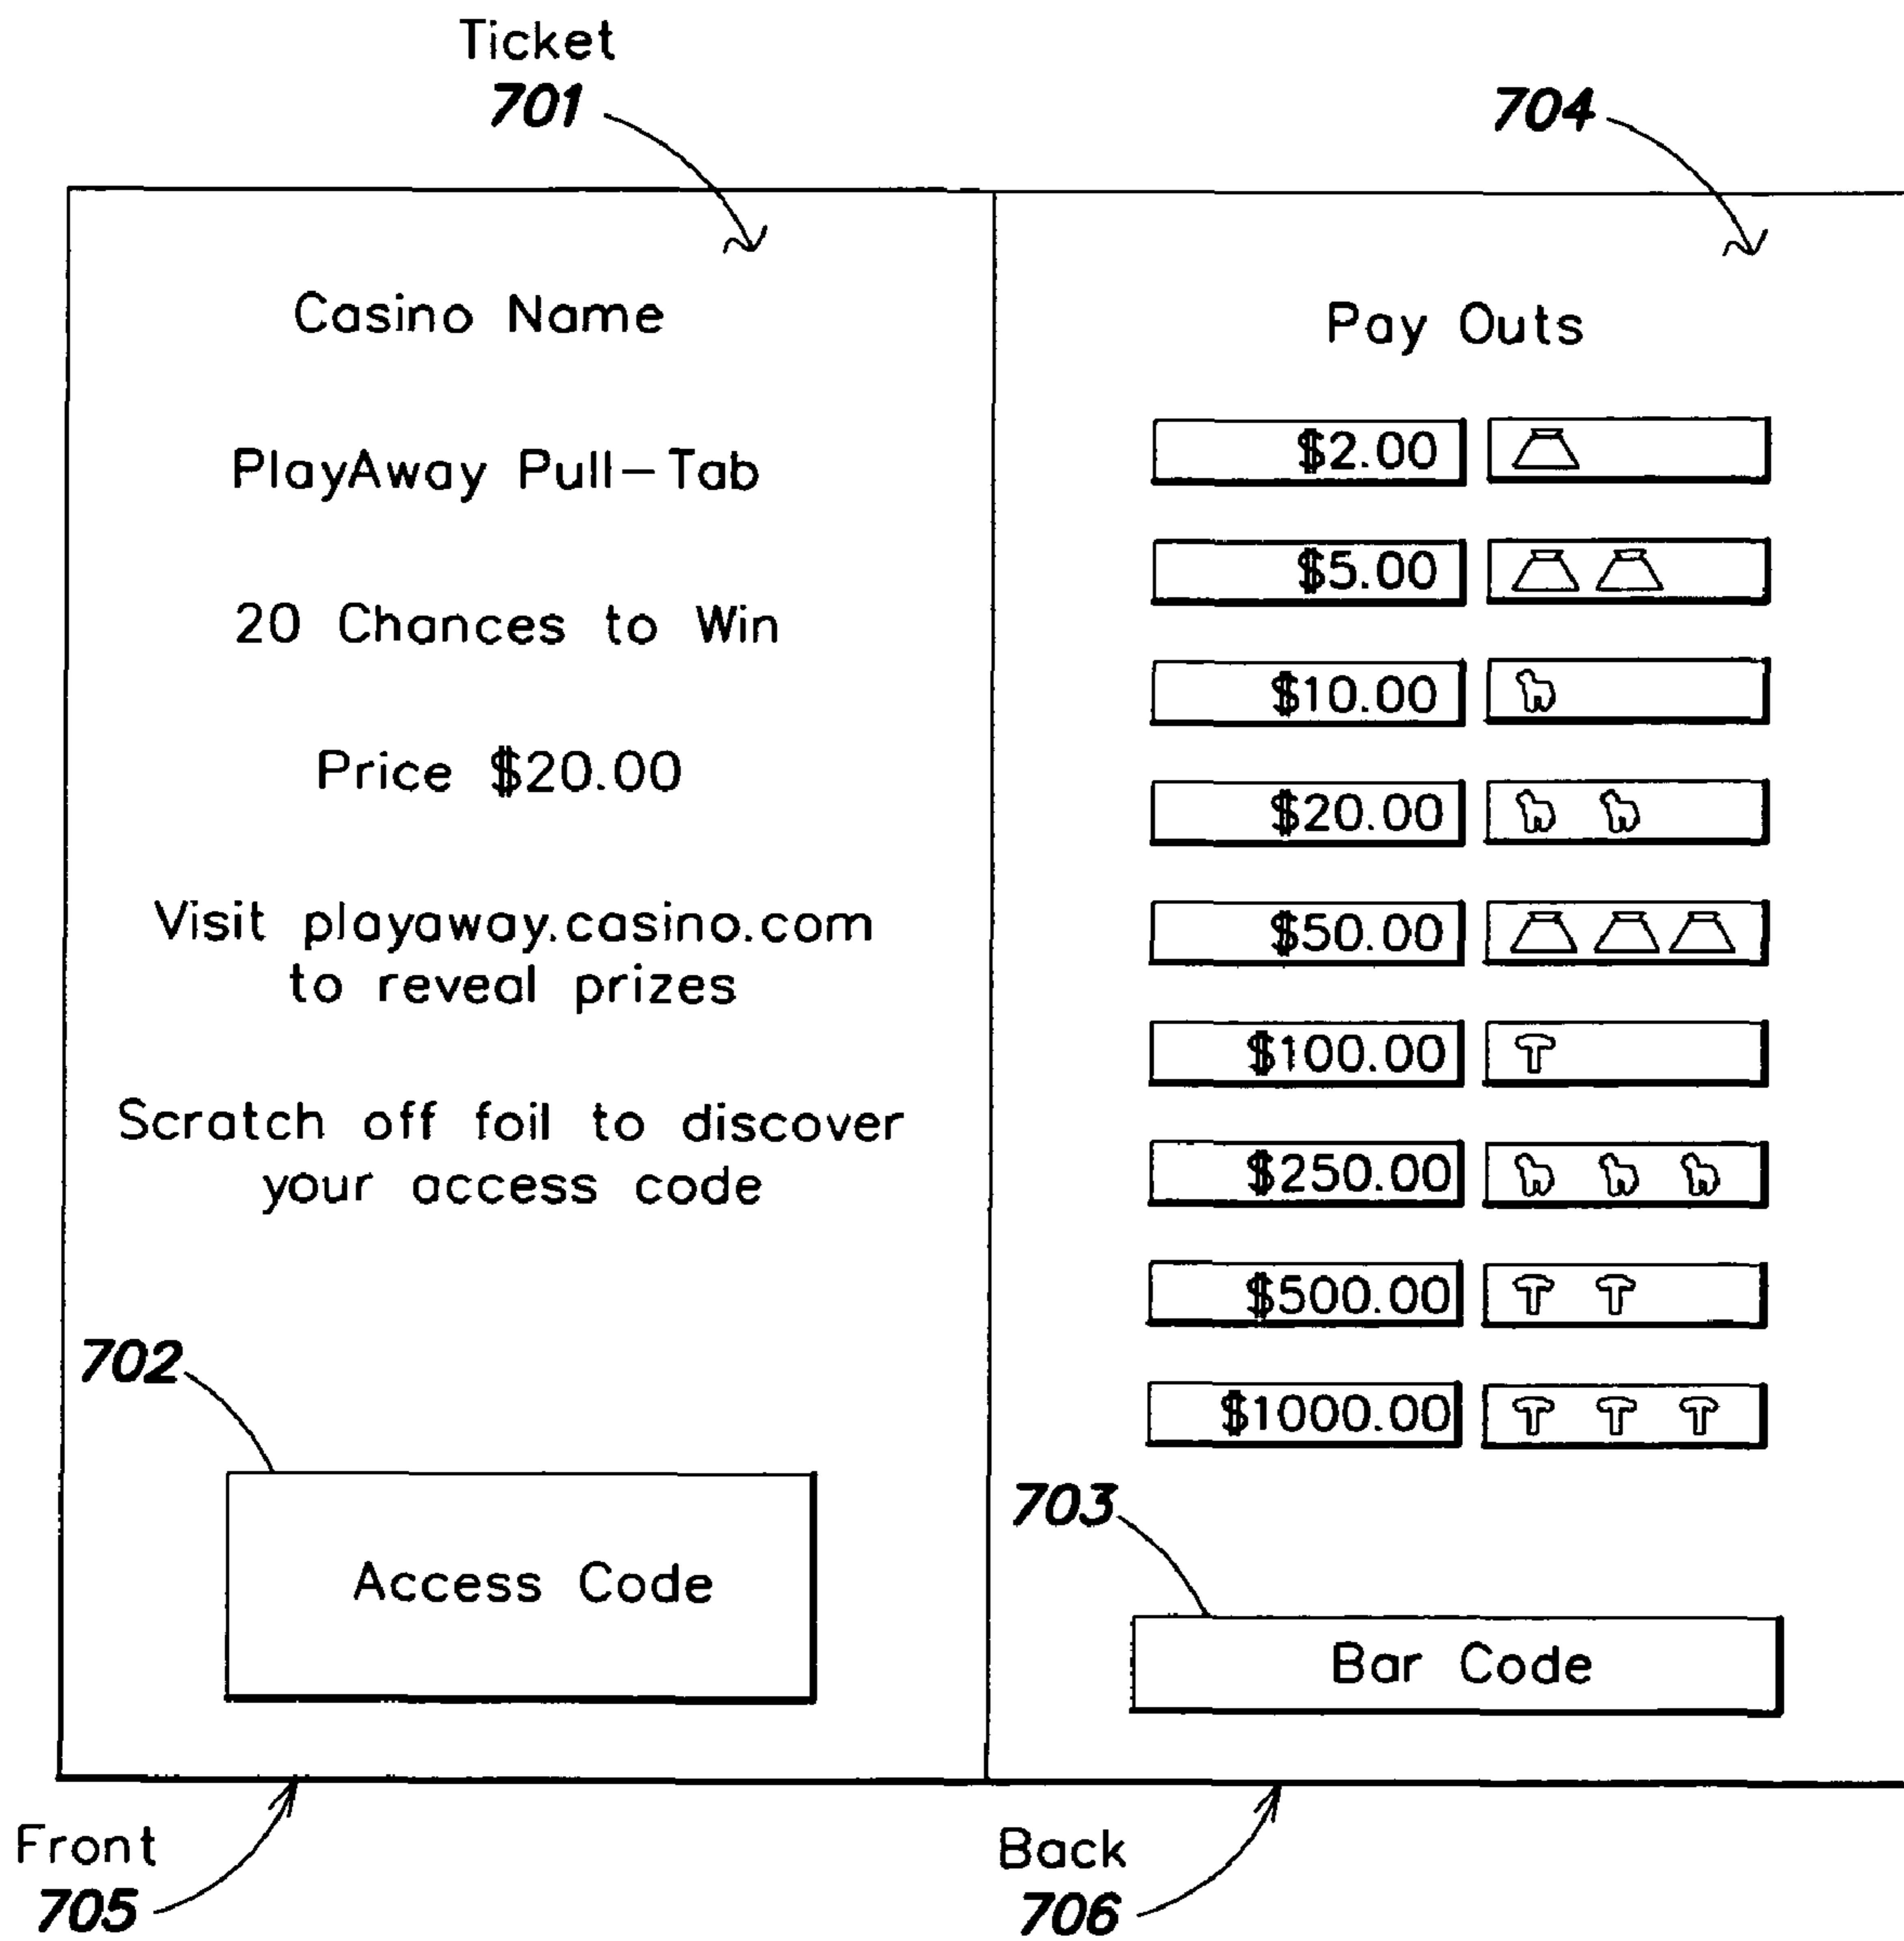 Ticket
701
704
Casino Name
PlayAway Pull-Tab
20 Chances to Win
Price $20.00
Visit playaway.casino.com
to reveal prizes
Scratch off foil to discover
your access code
702
Access Code
Pay Outs
$2.00
$5.00
$10.00
$20.00
$50.00
$100.00
$250.00
$500.00
$1000.00
703
Bar Code
Front
705
Back
706